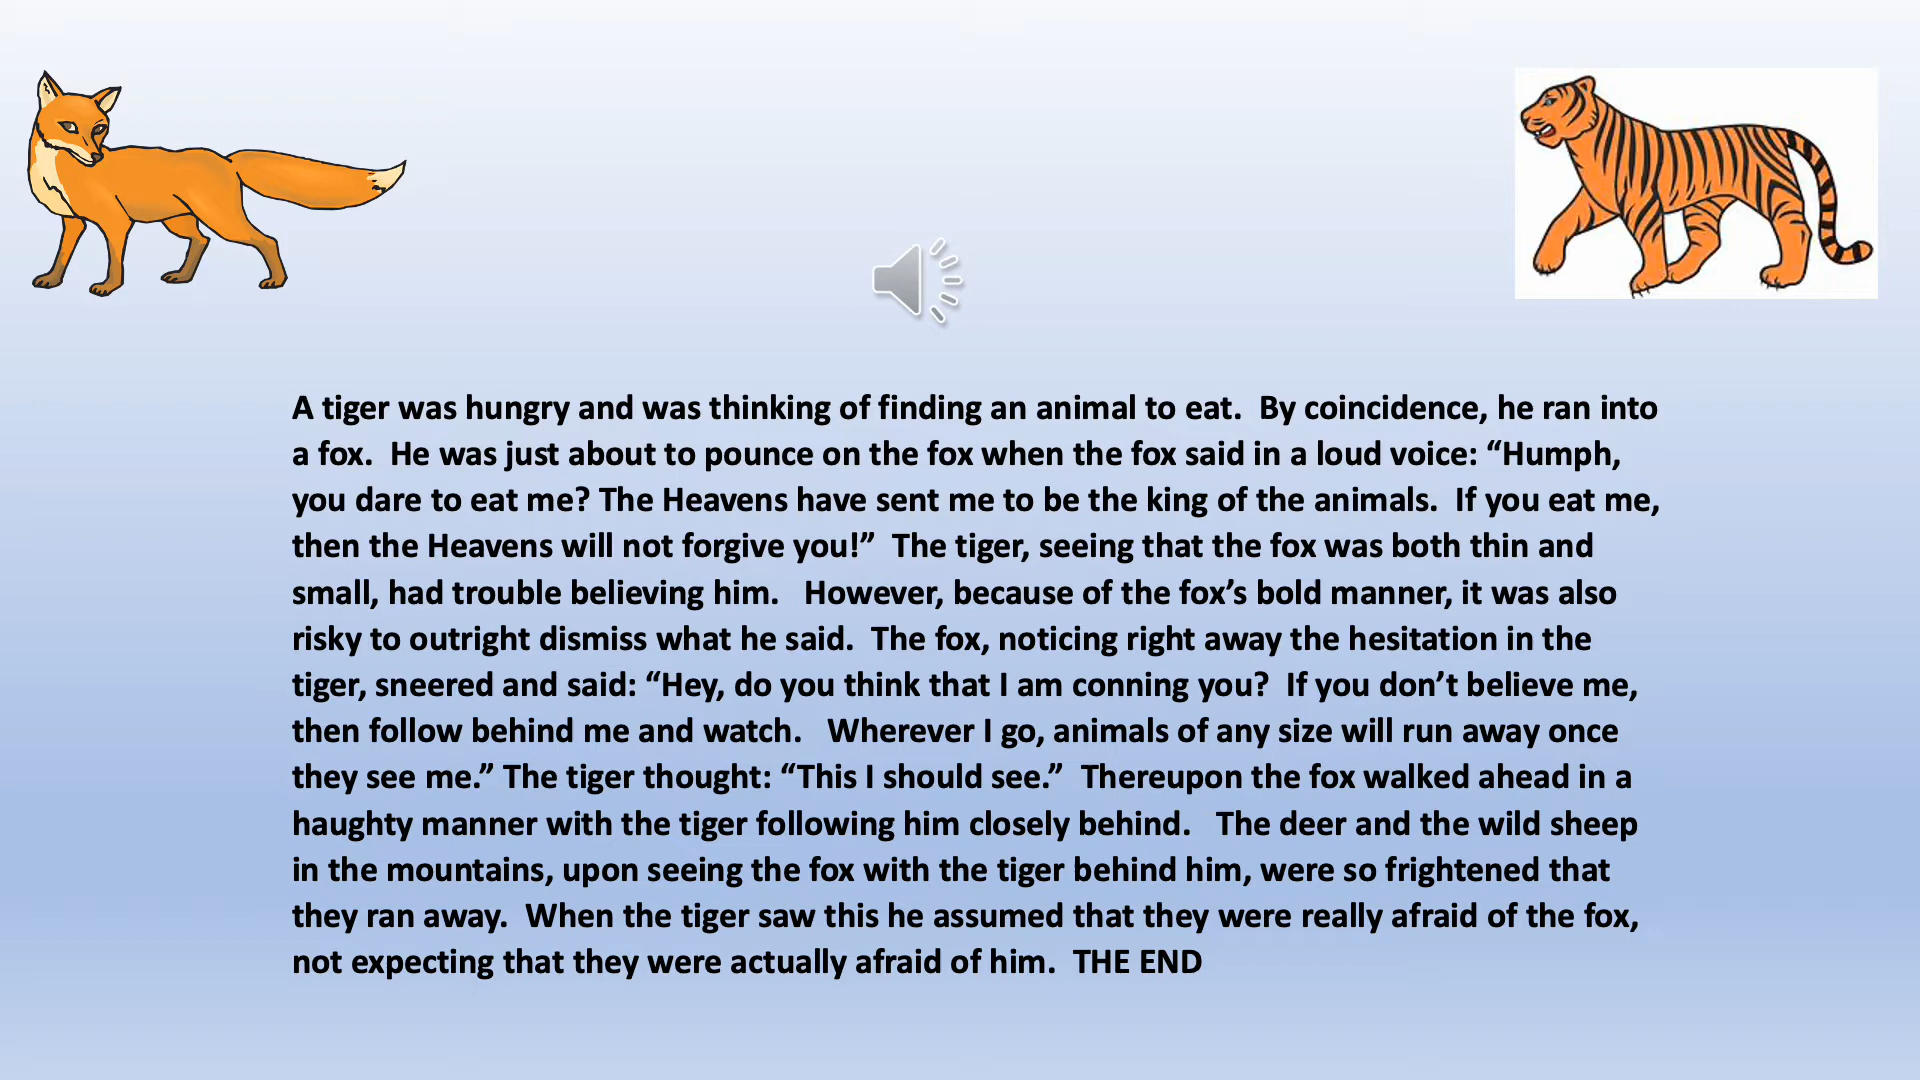 A tiger was hungry and was thinking of finding an animal to eat.  By coincidence, he ran into
a fox.  He was just about to pounce on the fox when the fox said in a loud voice: “Humph,
you dare to eat me? The Heavens have sent me to be the king of the animals.  If you eat me,
then the Heavens will not forgive you!”  The tiger, seeing that the fox was both thin and
small, had trouble believing him.   However, because of the fox’s bold manner, it was also
risky to outright dismiss what he said.  The fox, noticing right away the hesitation in the
tiger, sneered and said: “Hey, do you think that I am conning you?  If you don’t believe me,
then follow behind me and watch.   Wherever I go, animals of any size will run away once
they see me.” The tiger thought: “This I should see.”  Thereupon the fox walked ahead in a
haughty manner with the tiger following him closely behind.   The deer and the wild sheep
in the mountains, upon seeing the fox with the tiger behind him, were so frightened that
they ran away.  When the tiger saw this he assumed that they were really afraid of the fox,
not expecting that they were actually afraid of him.  THE END